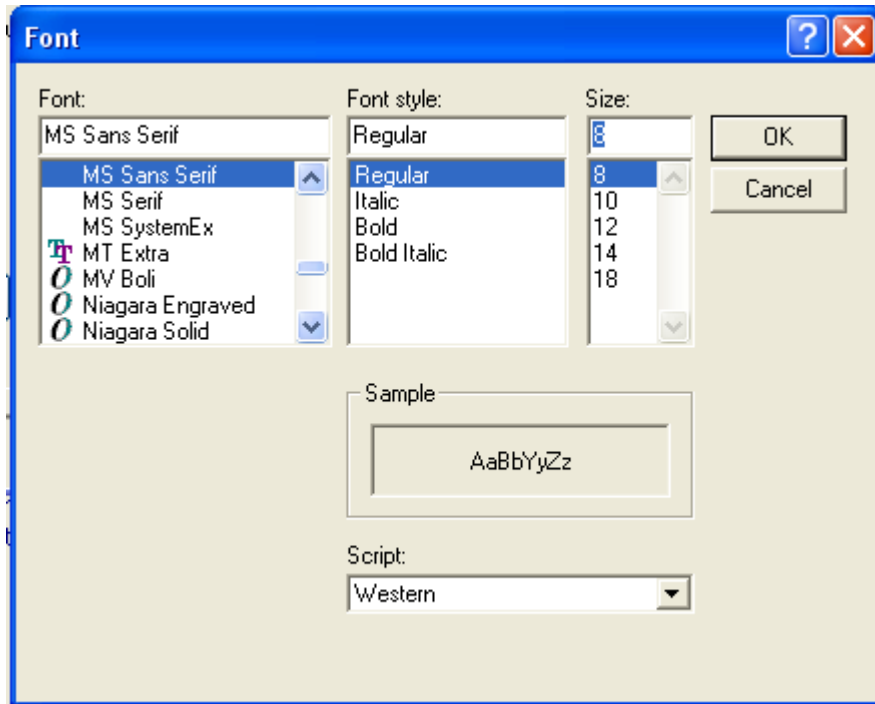 Font
Font:
MS Sans Serif
MS Sans Serif
MS Serif
MS SystemEx
MT Extra
MV Boli
Niagara Engraved
Niagara Solid
Font style:
Regular
Regular
Italic
Bold
Bold Italic
Size:
8
8
10
12
14
18
OK
Cancel
Sample
AaBbYyZz
Script:
Western